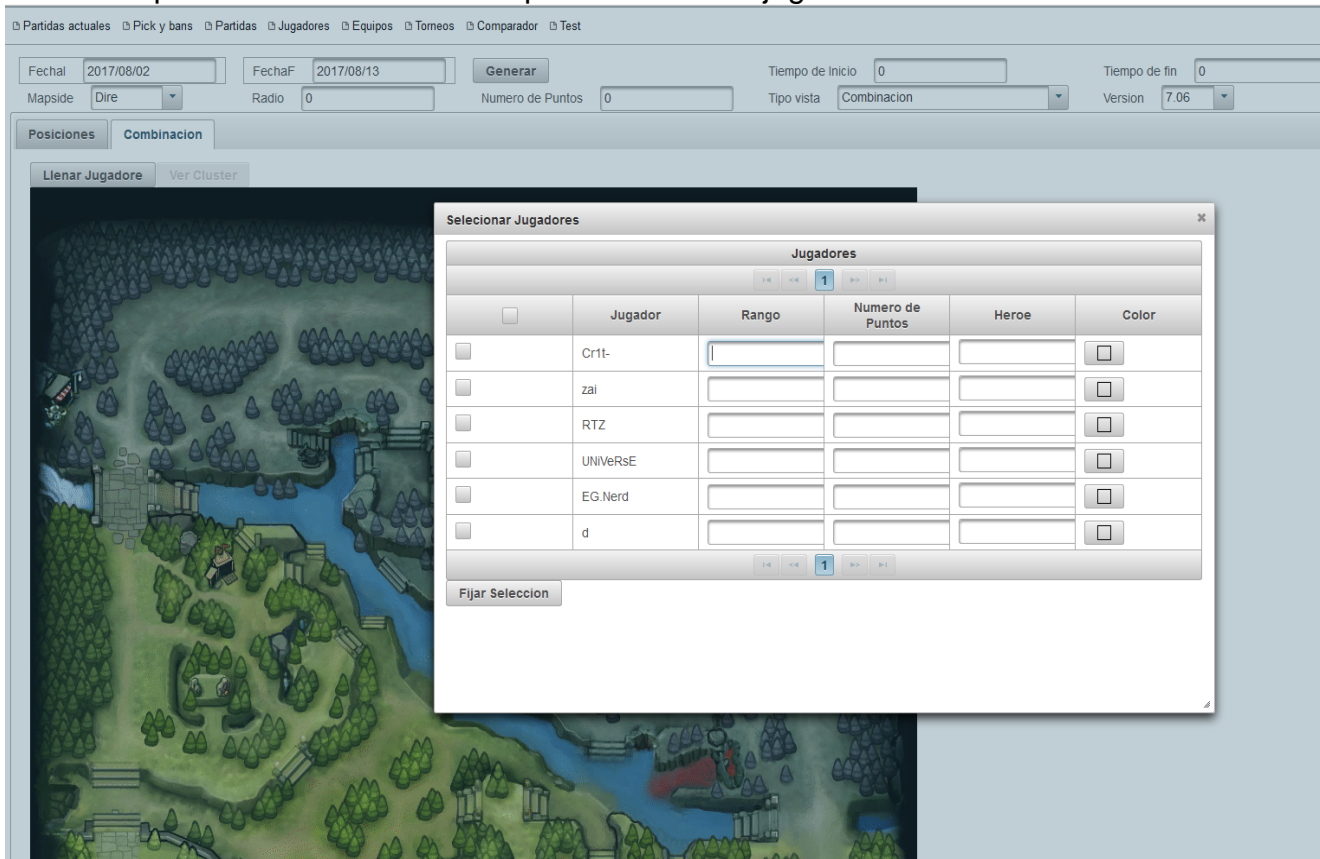 Partidas actuales Pick y bans Partidas Jugadores Equipos Torneos Comparador Test
FechaI 2017/08/02 FechaF 2017/08/13 Generar Tiempo de Inicio 0 Tiempo de fin 0
Mapside Dire Radio 0 Numero de Puntos 0 Tipo vista Combinacion Version 7.06
Posiciones Combinacion
Llenar Jugadore Ver Cluster
Selecionar Jugadores
Jugadores
1
Jugador Rango Numero de Puntos Heroe Color
Cr1t-
zai
RTZ
UNiVeRsE
EG.Nerd
d
1
Fijar Seleccion